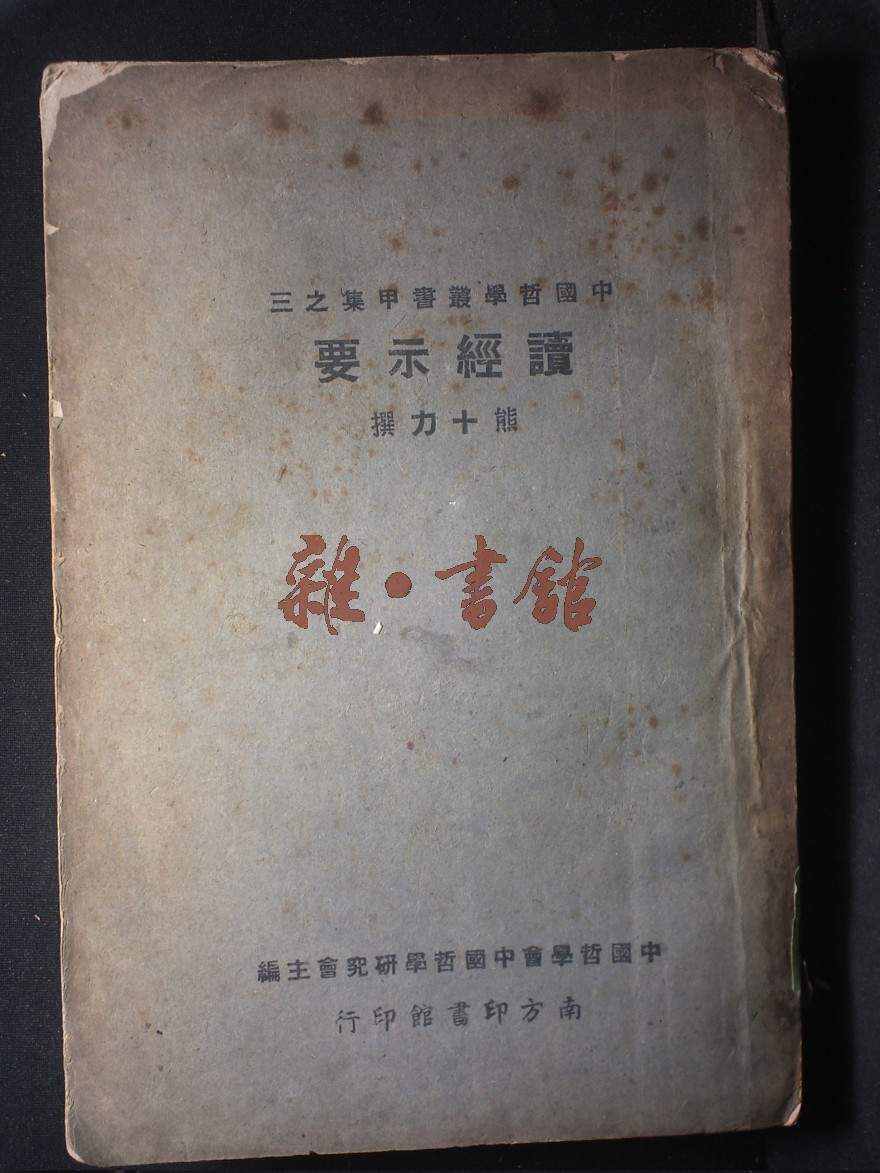 中國哲學叢書甲集之三
讀經示要
熊十力撰
雜·書館
中國哲學會中國哲學研究會主編
南方印書館印行